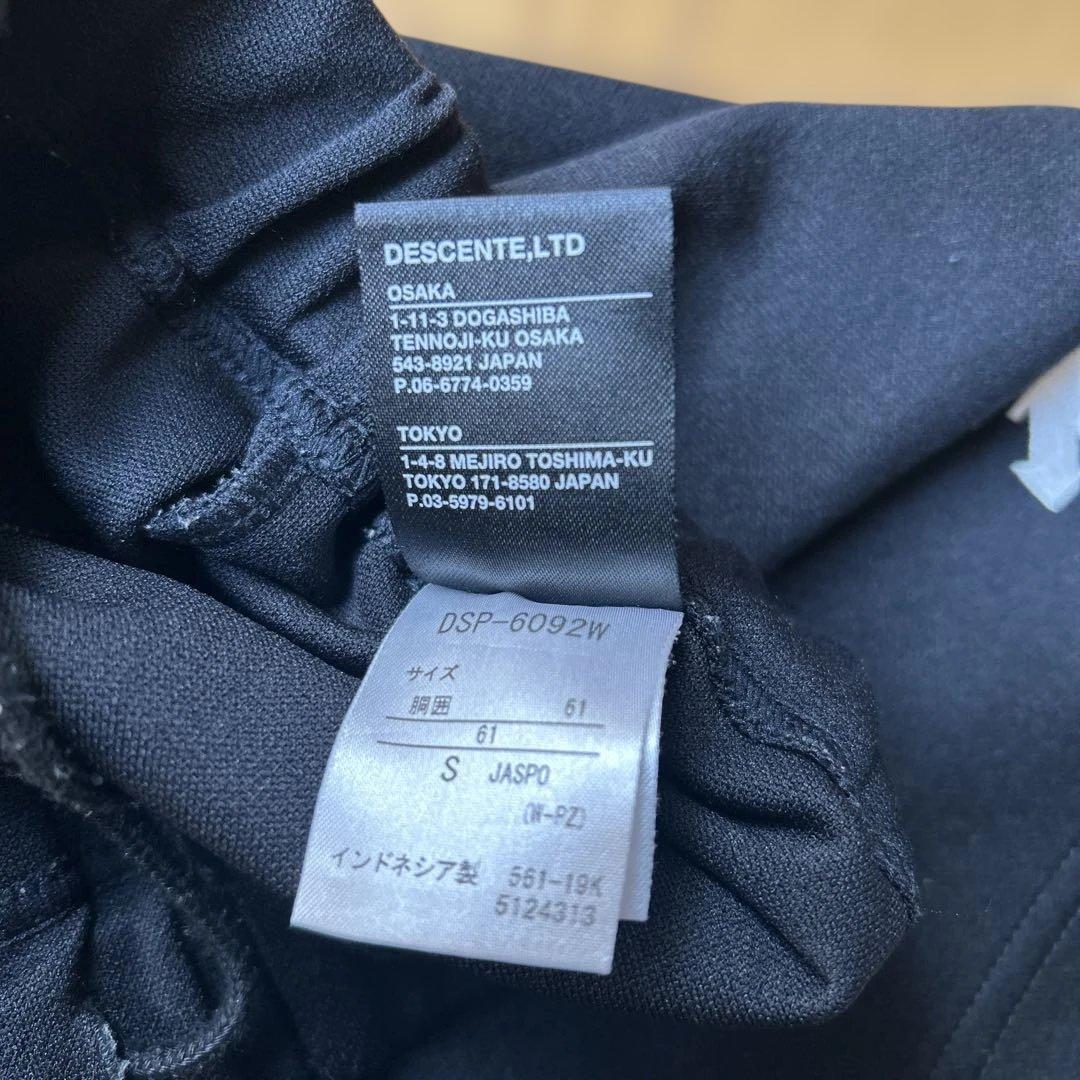 DESCENTE,LTD
OSAKA
1-11-3 DOGASHIBA
TENNOJI-KU OSAKA
543-8921 JAPAN
P.06-6774-0359
TOKYO
1-4-8 MEJIRO TOSHIMA-KU
TOKYO 171-8580 JAPAN
P.03-5979-6101
DSP-6092W
サイズ
胴囲 61
61
S JASPO
(W-PZ)
インドネシア製 561-19K
5124313